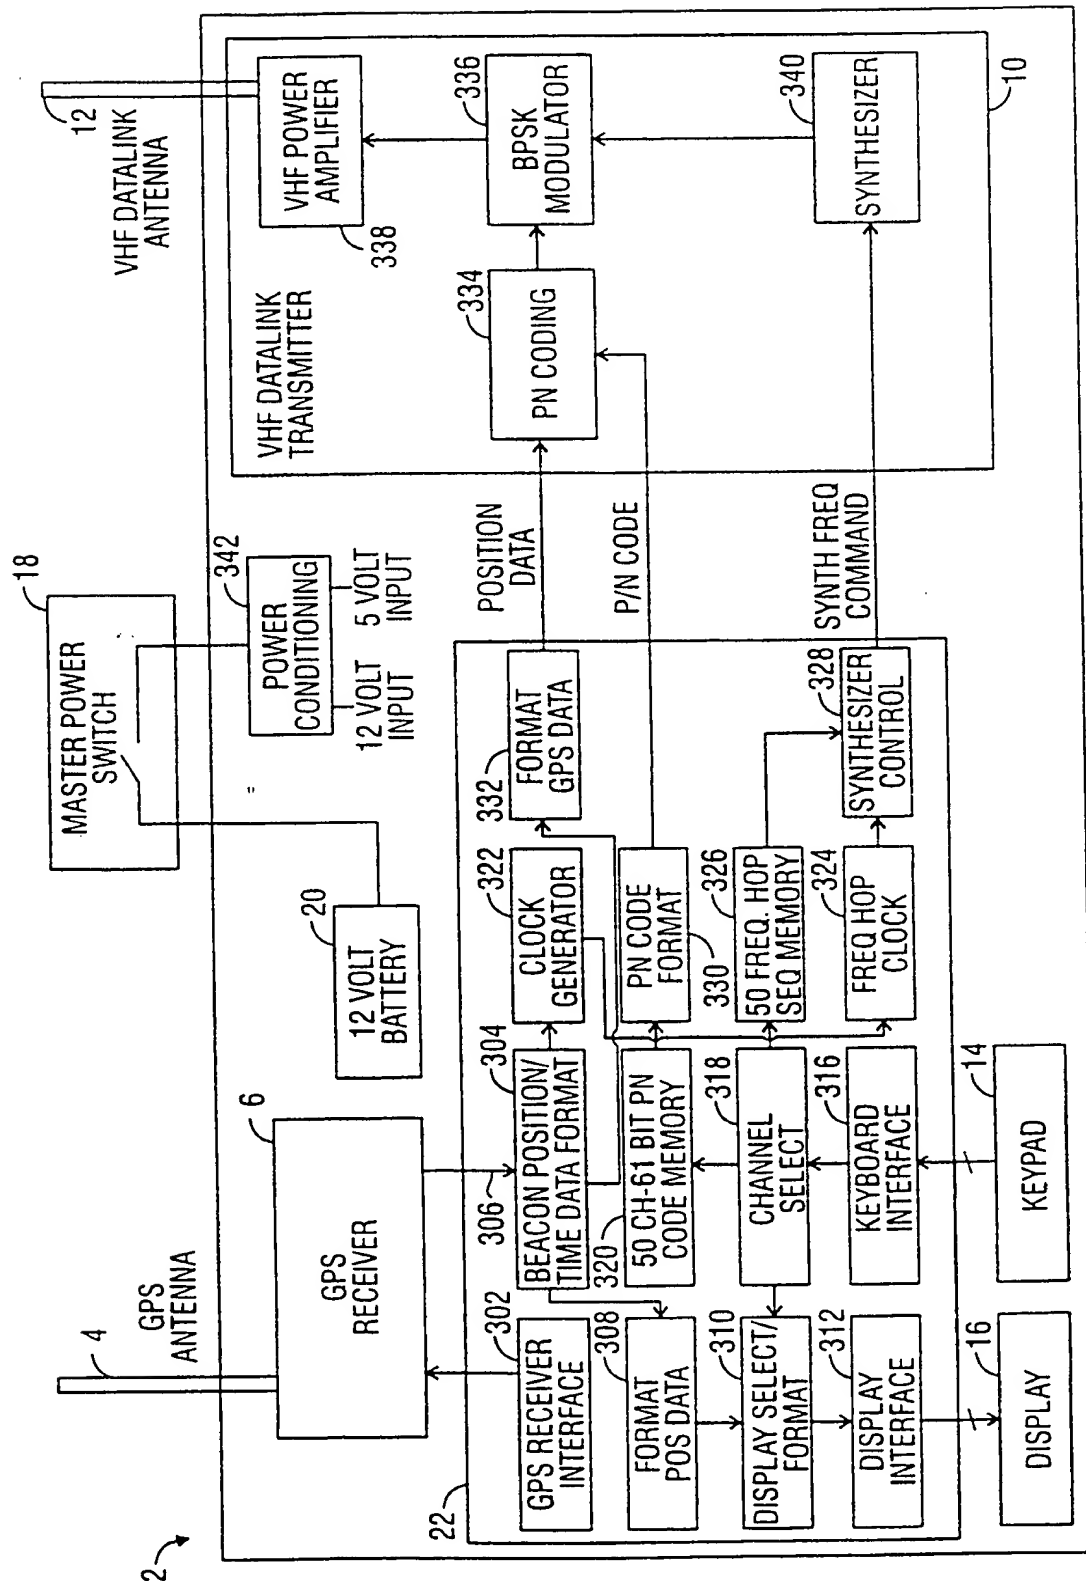 2
4
GPS
ANTENNA
6
GPS
RECEIVER
18
MASTER POWER
SWITCH
20
12 VOLT
BATTERY
342
POWER
CONDITIONING
12 VOLT
INPUT
5 VOLT
INPUT
VHF DATALINK
ANTENNA
12
VHF DATALINK
TRANSMITTER
VHF POWER
AMPLIFIER
338
334
PN CODING
336
BPSK
MODULATOR
340
SYNTHESIZER
10
POSITION
DATA
P/N CODE
SYNTH FREQ
COMMAND
22
302
GPS RECEIVER
INTERFACE
306
304
BEACON POSITION/
TIME DATA FORMAT
322
CLOCK
GENERATOR
332
FORMAT
GPS DATA
308
FORMAT
POS DATA
320
50 CH-61 BIT PN
CODE MEMORY
PN CODE
FORMAT
330
310
DISPLAY SELECT/
FORMAT
318
CHANNEL
SELECT
326
50 FREQ. HOP
SEQ MEMORY
312
DISPLAY
INTERFACE
316
KEYBOARD
INTERFACE
324
FREQ HOP
CLOCK
328
SYNTHESIZER
CONTROL
16
DISPLAY
14
KEYPAD